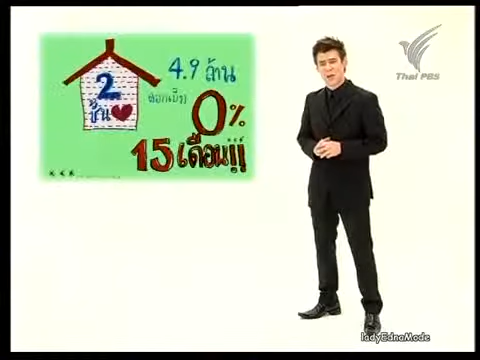 2
ชั้น
4.9 ล้าน
ดอกเบี้ย
0%
15 เดือน!!!
Thai PBS
ladyEdnaMode